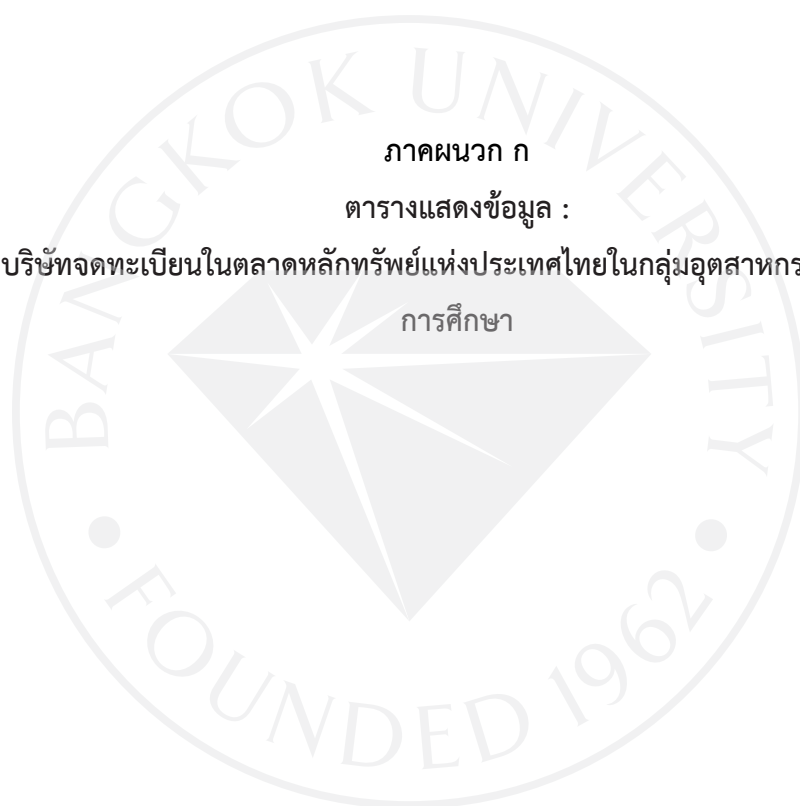 ภาคผนวก ก
ตารางแสดงข้อมูล :
บริษัทจดทะเบียนในตลาดหลักทรัพย์แห่งประเทศไทยในกลุ่มอุตสาหกร
การศึกษา
BANGKOK UNIVERSITY
FOUNDED 1962